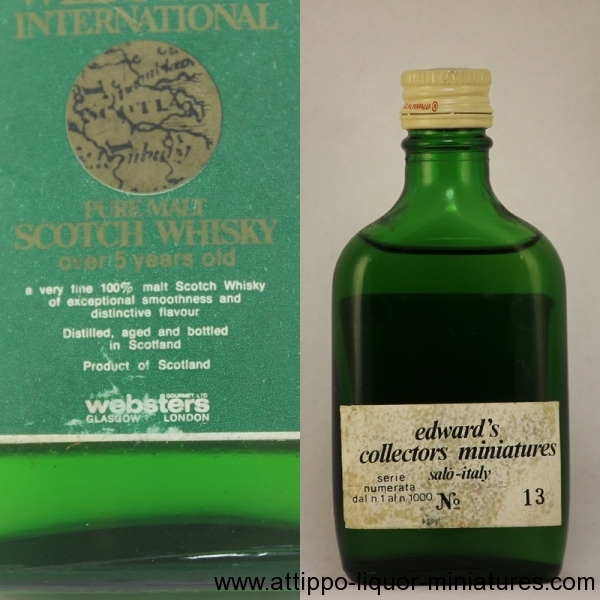 INTERNATIONAL
PURE MALT
SCOTCH WHISKY
over 5 years old
a very fine 100% malt Scotch Whisky
of exceptional smoothness and
distinctive flavour
Distilled, aged and bottled
in Scotland
Product of Scotland
GOURMET LTD
websters
GLASGOW LONDON
edward's
collectors miniatures
salò-italy
serie
numerata
dal n. 1 al n. 1000 No 13
www.attippo-liquor-miniatures.com